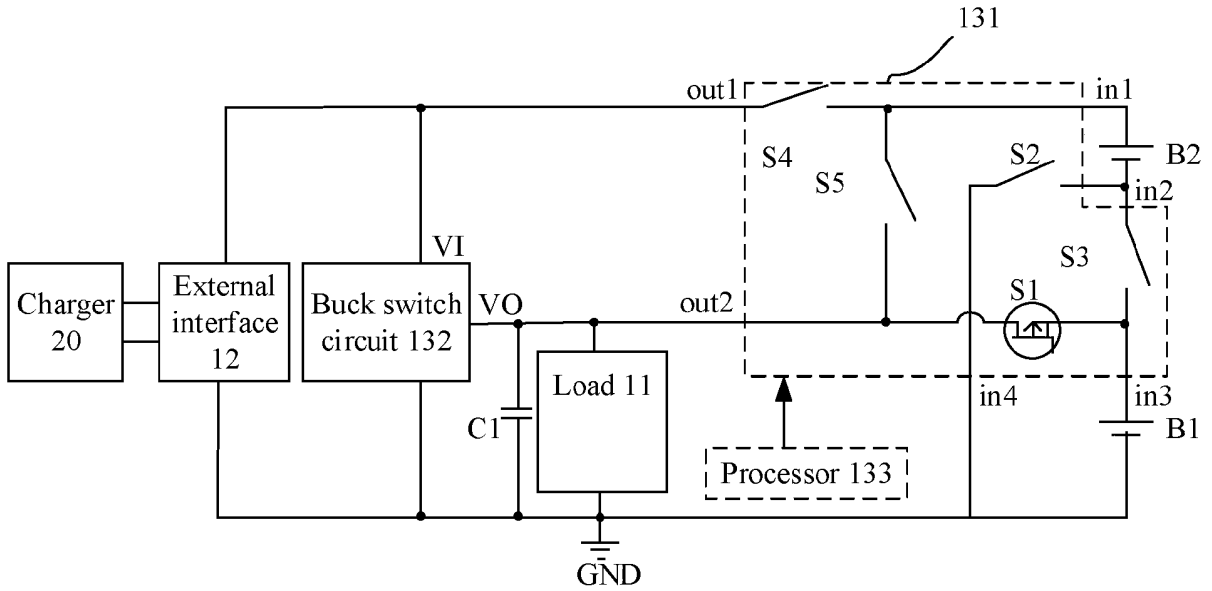 131
out1
in1
S4
S5
S2
B2
in2
VI
S3
Charger
20
External
interface
12
Buck switch
circuit 132
VO
out2
S1
Load 11
C1
in4
in3
B1
Processor 133
GND